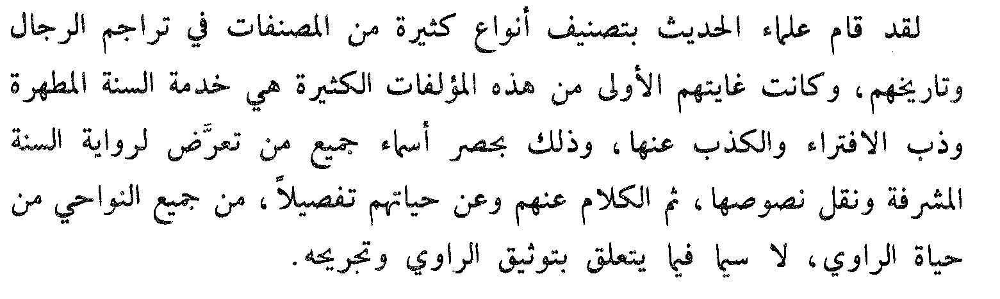 لقد قام علماء الحديث بتصنيف أنواع كثيرة من المصنفات في تراجم الرجال
وتاريخهم، وكانت غايتهم الأولى من هذه المؤلفات الكثيرة هي خدمة السنة المطهرة
وذب الافتراء والكذب عنها، وذلك بحصر أسماء جميع من تعرَّض لرواية السنة
المشرفة ونقل نصوصها، ثم الكلام عنهم وعن حياتهم تفصيلاً، من جميع النواحي من
حياة الراوي، لا سيما فيما يتعلق بتوثيق الراوي وتجريحه.